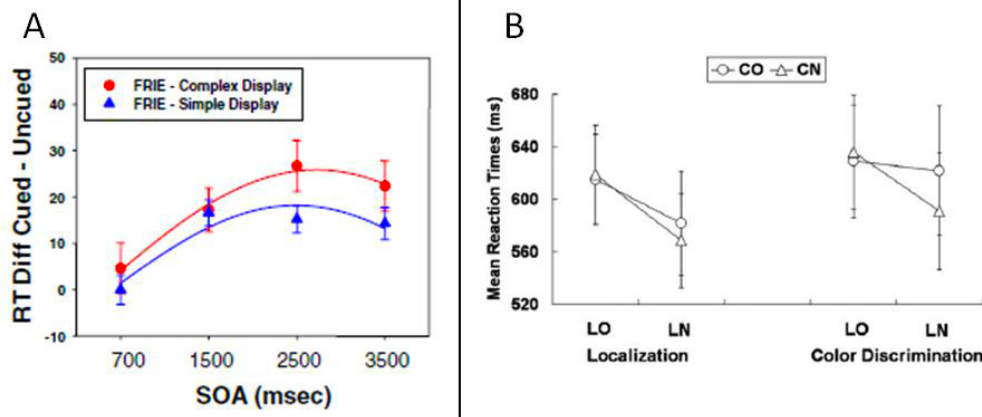 A
50
40
30
20
10
0
-10
RT Diff Cued - Uncued
FRIE - Complex Display
FRIE - Simple Display
700 1500 2500 3500
SOA (msec)
B
CO CN
680
640
600
560
520
Mean Reaction Times (ms)
LO LN LO LN
Localization Color Discrimination